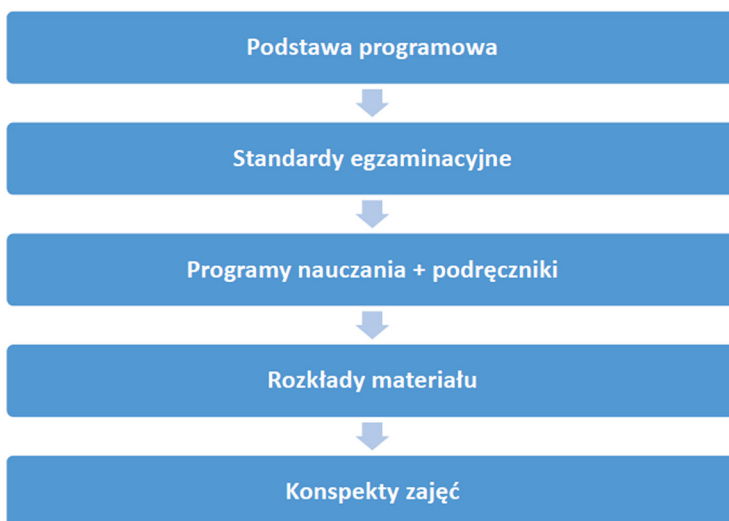 Podstawa programowa
Standardy egzaminacyjne
Programy nauczania + podręczniki
Rozkłady materiału
Konspekty zajęć